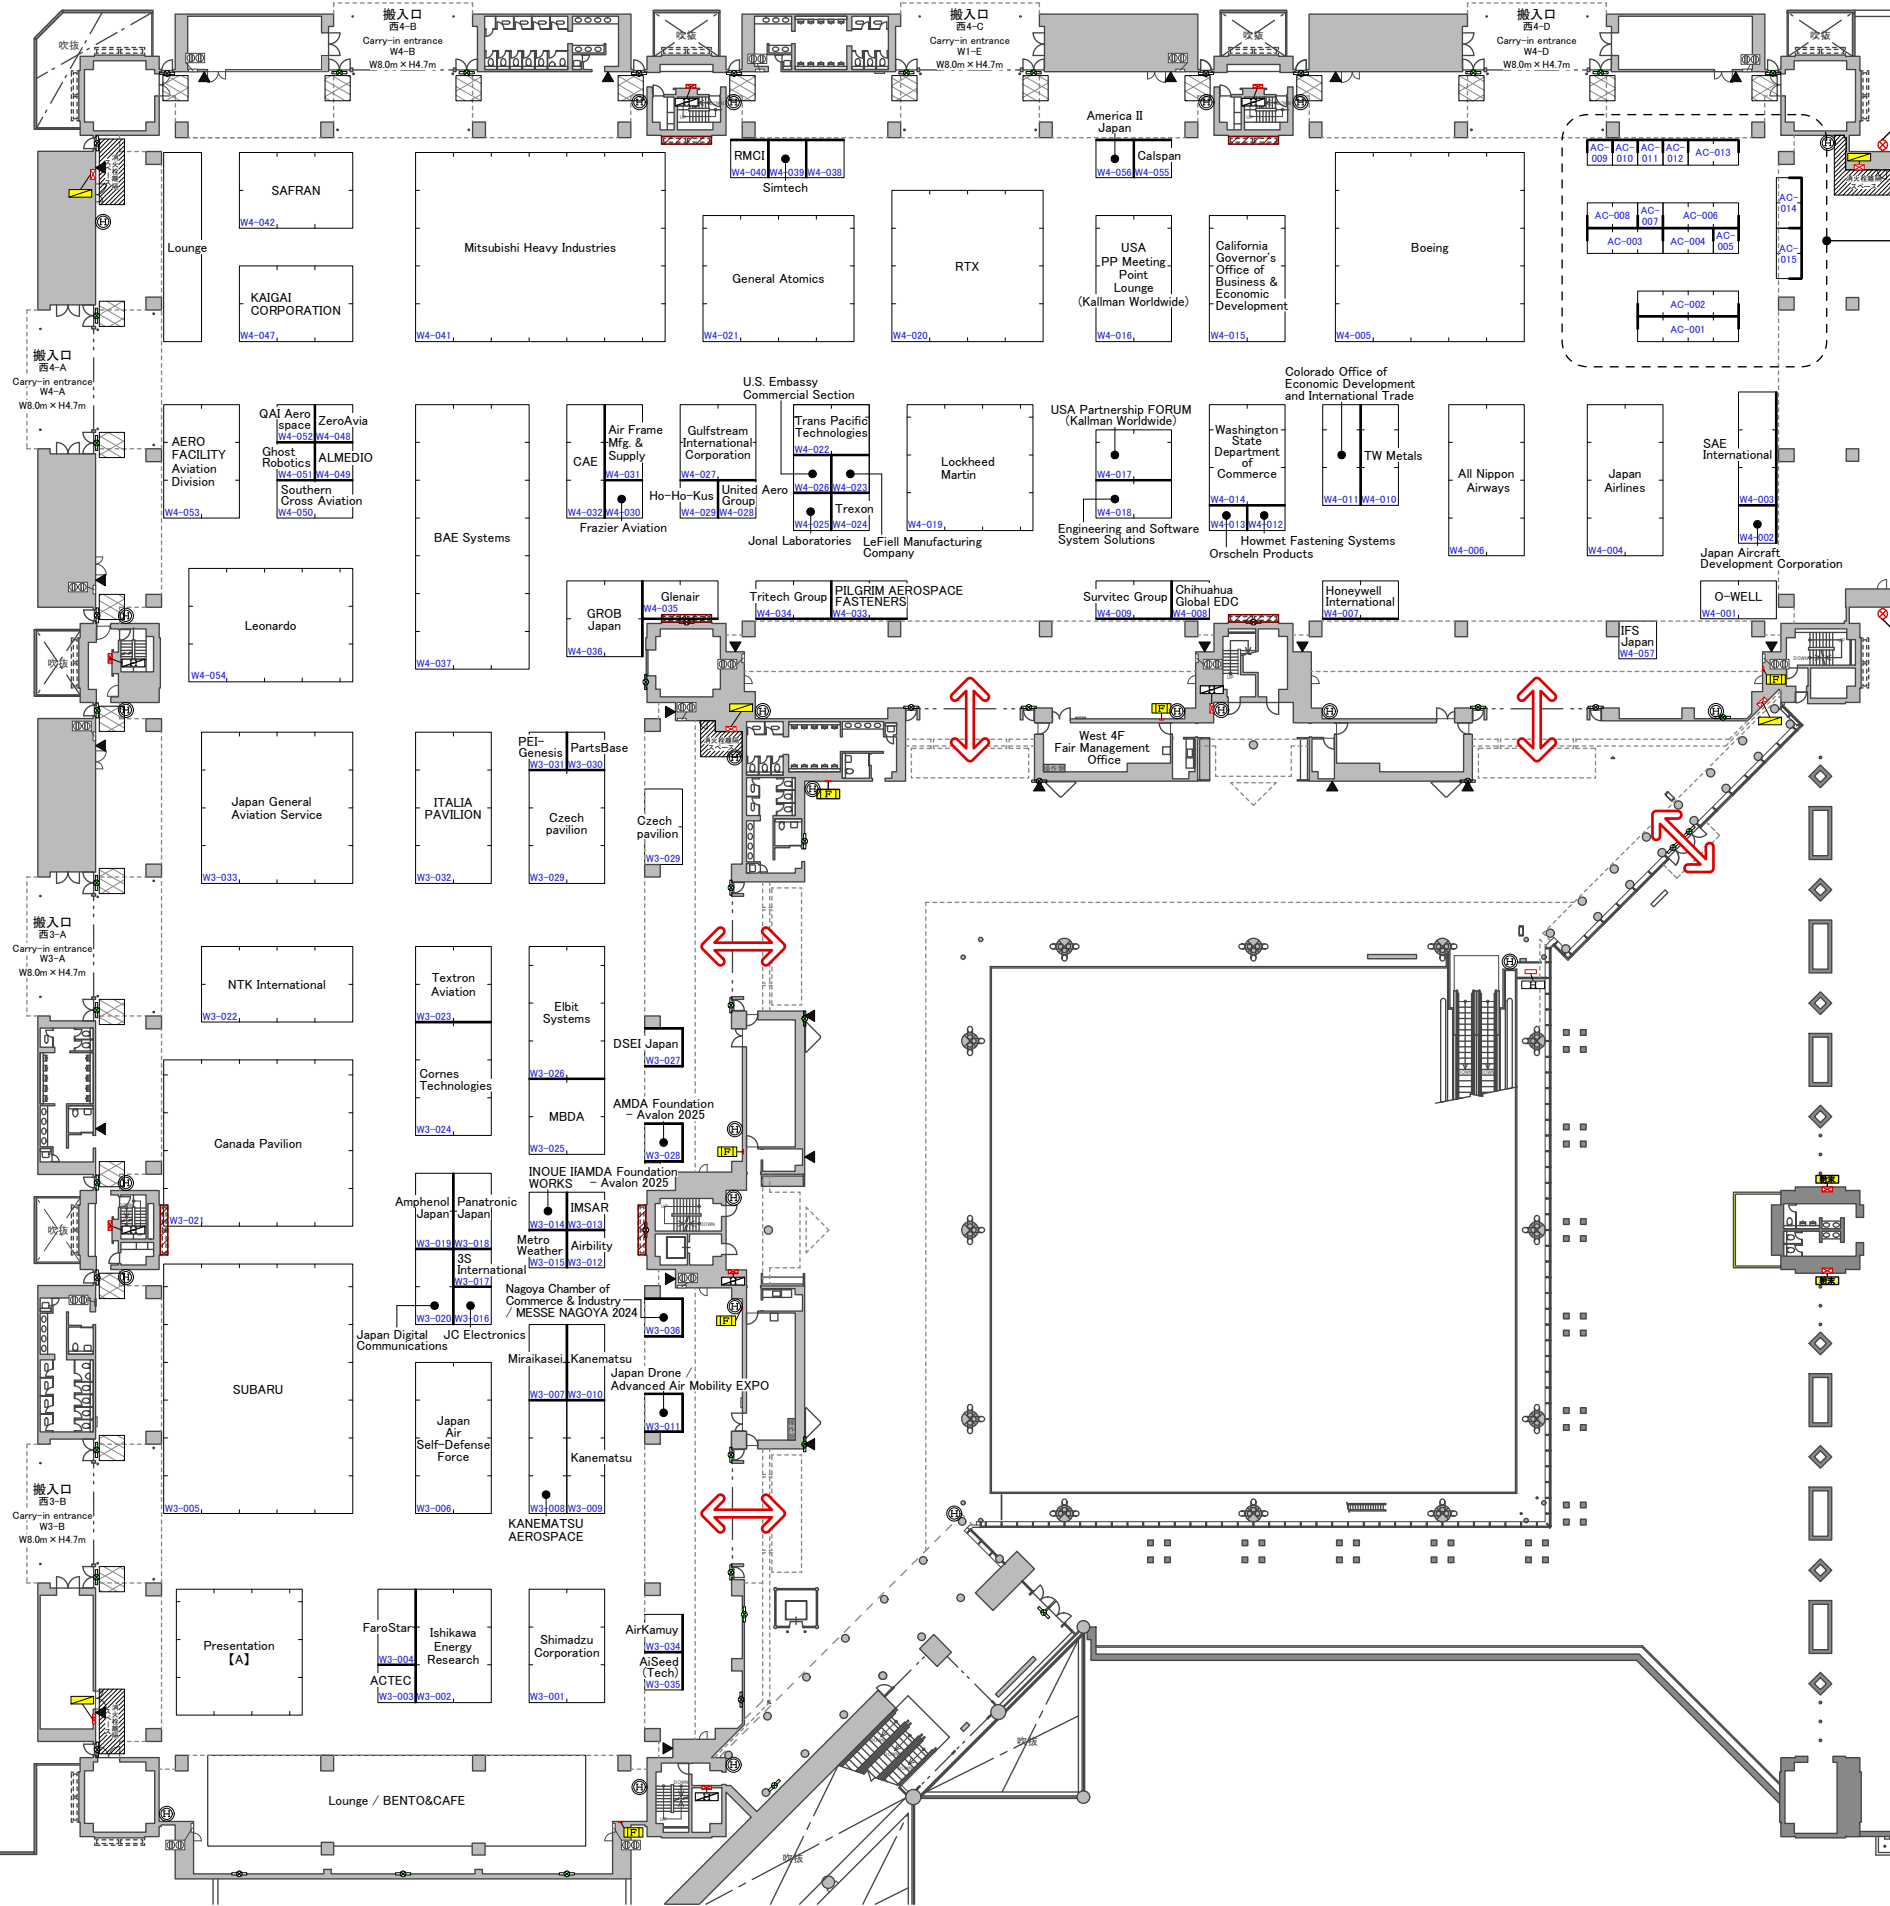 搬入口
西4-B
Carry-in entrance
W4-B
W8.0m×H4.7m
搬入口
西4-C
Carry-in entrance
W1-E
W8.0m×H4.7m
搬入口
西4-D
Carry-in entrance
W4-D
W8.0m×H4.7m
吹抜
吹抜
吹抜
吹抜
Lounge
SAFRAN
W4-042
KAIGAI
CORPORATION
W4-047
Mitsubishi Heavy Industries
W4-041
RMCI
W4-040
W4-039
W4-038
Simtech
General Atomics
W4-021
RTX
W4-020
America II
Japan
W4-056
Calspan
W4-055
USA
PP Meeting
Point
Lounge
(Kallman Worldwide)
W4-016
California
Governor's
Office of
Business &
Economic
Development
W4-015
Boeing
W4-005
AC-
009
AC-
010
AC-
011
AC-
012
AC-013
AC-008
AC-
007
AC-006
AC-003
AC-004
AC-
005
AC-
014
AC-
015
AC-002
AC-001
搬入口
西4-A
Carry-in entrance
W4-A
W8.0m×H4.7m
AERO
FACILITY
Aviation
Division
W4-053
QAI Aero
space
W4-052
ZeroAvia
W4-048
Ghost
Robotics
W4-051
ALMEDIO
W4-049
Southern
Cross Aviation
W4-050
BAE Systems
W4-037
CAE
W4-032
Air Frame
Mfg. &
Supply
W4-031
W4-030
Frazier Aviation
Gulfstream
International
Corporation
W4-027
Ho-Ho-Kus
W4-029
United Aero
Group
W4-028
U.S. Embassy
Commercial Section
Trans Pacific
Technologies
W4-022
W4-026
W4-023
W4-025
Trexon
W4-024
Jonal Laboratories
LeFiell Manufacturing
Company
Lockheed
Martin
W4-019
USA Partnership FORUM
(Kallman Worldwide)
W4-017
W4-018
Engineering and Software
System Solutions
Washington
State
Department
of
Commerce
W4-014
W4-013
W4-012
Howmet Fastening Systems
Orscheln Products
Colorado Office of
Economic Development
and International Trade
W4-011
TW Metals
W4-010
All Nippon
Airways
W4-006
Japan
Airlines
W4-004
SAE
International
W4-003
W4-002
Japan Aircraft
Development Corporation
Leonardo
W4-054
GROB
Japan
W4-036
Glenair
W4-035
Tritech Group
W4-034
PILGRIM AEROSPACE
FASTENERS
W4-033
Survitec Group
W4-009
Chihuahua
Global EDC
W4-008
Honeywell
International
W4-007
O-WELL
W4-001
IFS
Japan
W4-057
吹抜
West 4F
Fair Management
Office
Japan General
Aviation Service
W3-033
ITALIA
PAVILION
W3-032
PEI-
Genesis
W3-031
PartsBase
W3-030
Czech
pavilion
W3-029
Czech
pavilion
W3-029
搬入口
西3-A
Carry-in entrance
W3-A
W8.0m×H4.7m
NTK International
W3-022
Textron
Aviation
W3-023
Elbit
Systems
W3-026
Cornes
Technologies
W3-024
DSEI Japan
W3-027
MBDA
W3-025
AMDA Foundation
- Avalon 2025
W3-028
Canada Pavilion
W3-021
Amphenol
Japan
W3-019
Panatronic
Japan
W3-018
3S
International
W3-017
W3-020
W3-016
Japan Digital
Communications
JC Electronics
AMDA Foundation
- Avalon 2025
WORKS
W3-014
IMSAR
W3-013
Metro
Weather
W3-015
Airbility
W3-012
Nagoya Chamber of
Commerce & Industry
/ MESSE NAGOYA 2024
W3-036
吹抜
SUBARU
W3-005
Miraikasei
W3-007
Kanematsu
W3-010
Japan Drone /
Advanced Air Mobility EXPO
W3-011
Japan
Air
Self-Defense
Force
W3-006
Kanematsu
W3-008
W3-009
KANEMATSU
AEROSPACE
搬入口
西3-B
Carry-in entrance
W3-B
W8.0m×H4.7m
Presentation
【A】
FaroStar
W3-004
ACTEC
W3-003
Ishikawa
Energy
Research
W3-002
Shimadzu
Corporation
W3-001
AirKamuy
W3-034
AiSeed
(Tech)
W3-035
Lounge / BENTO&CAFE
吹抜
吹抜